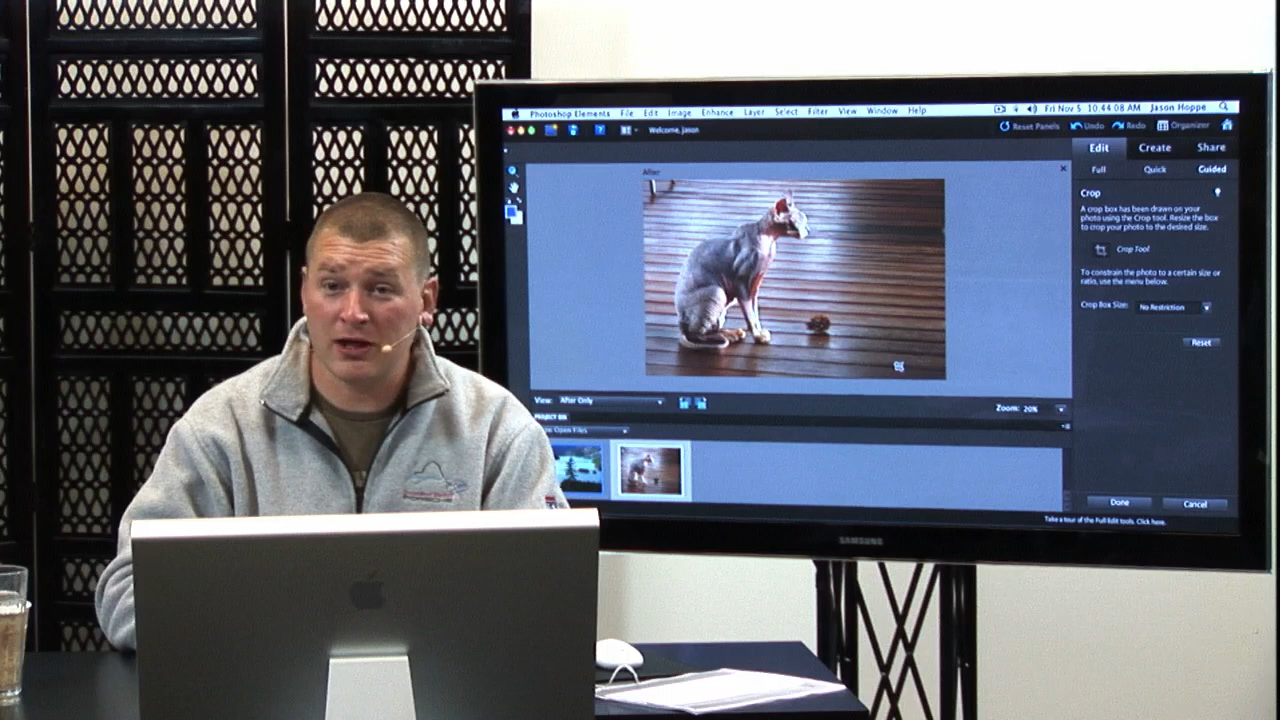 Photoshop Elements File Edit Image Enhance Layer Select Filter View Window Help Fri Nov 5 10:44:08 AM Jason Hoppe
Welcome, Jason Reset Panels Undo Redo Organizer
Edit Create Share
Full Quick Guided
After
Crop
A crop box has been drawn on your
photo using the Crop tool. Resize the box
to crop your photo to the desired size.
Crop Tool
To constrain the photo to a certain size or
ratio, use the menu below.
Crop Box Size: No Restriction
Reset
View: After Only Zoom: 20%
PROJECT BIN
Open Files
Done Cancel
Take a tour of the Full Edit tools. Click here.
SAMSUNG